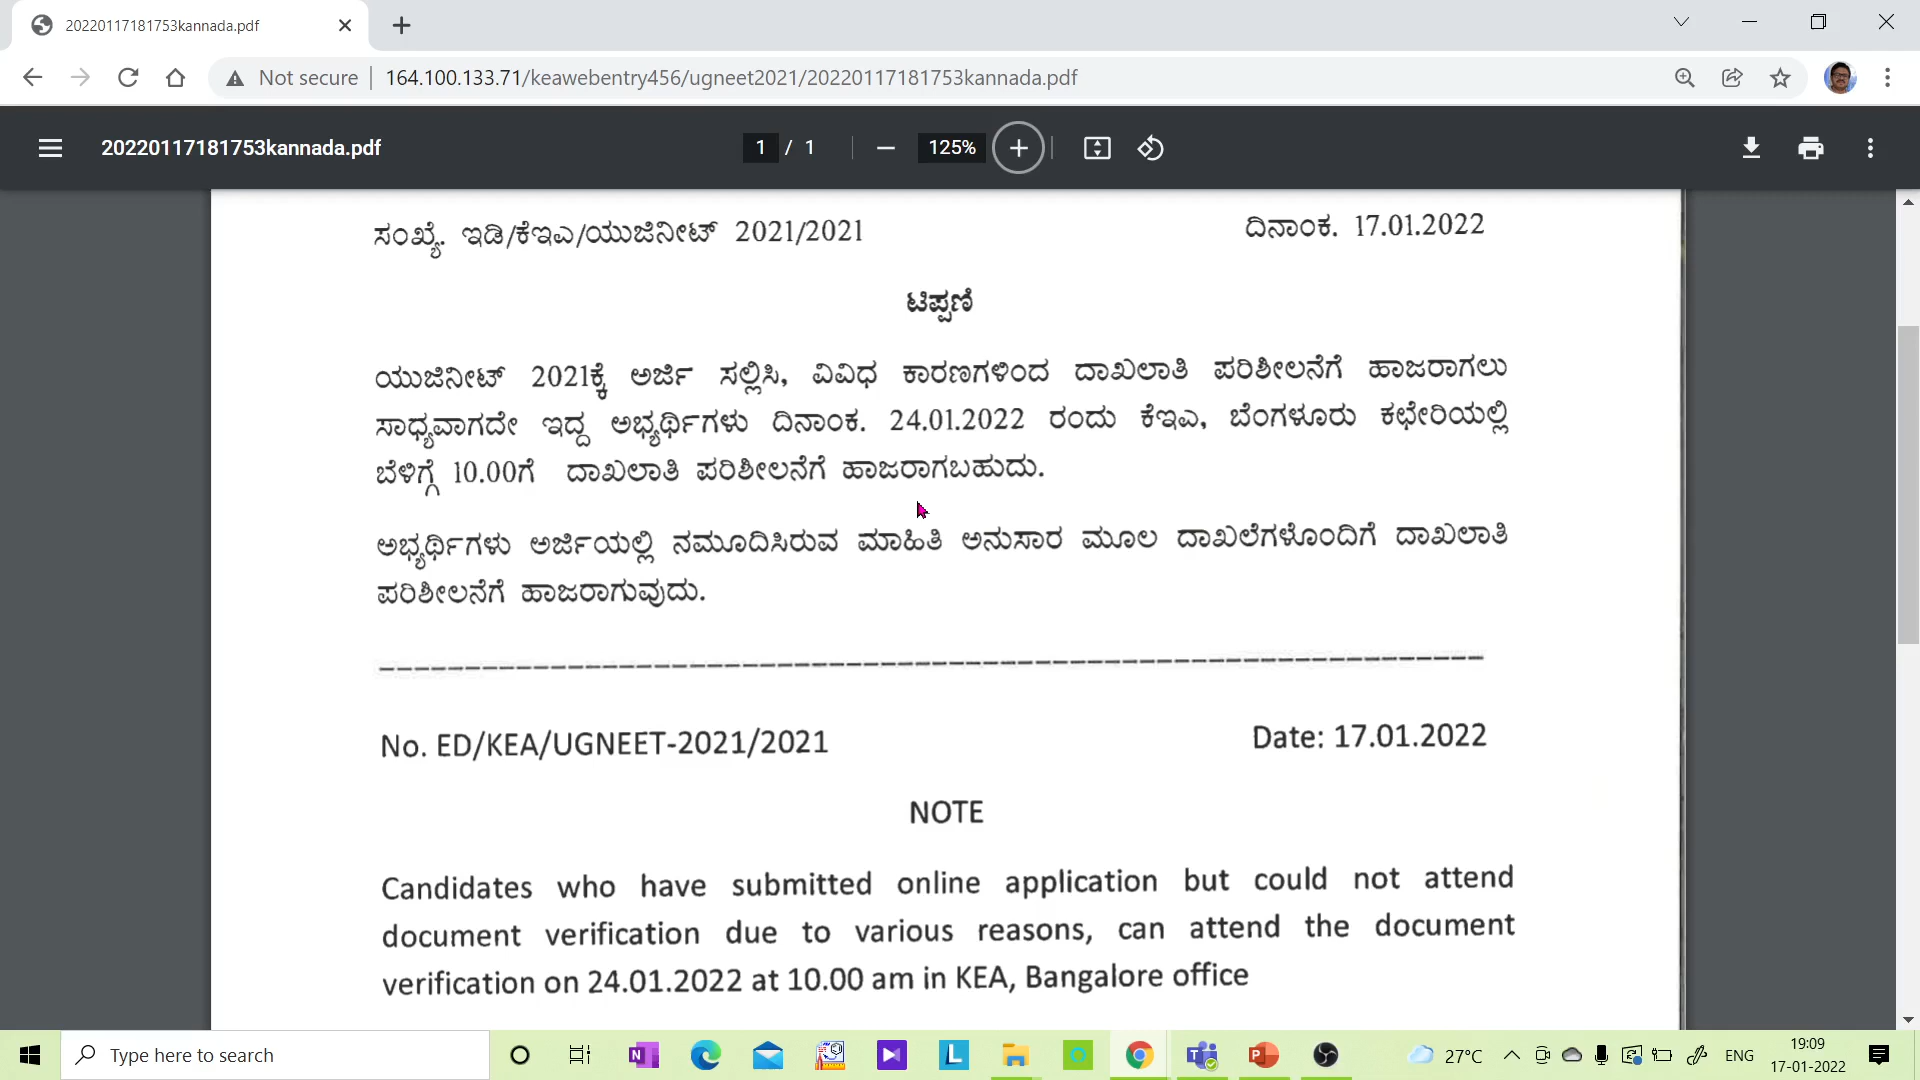 20220117181753kannada.pdf
Not secure
164.100.133.71/keawebentry456/ugneet2021/20220117181753kannada.pdf
20220117181753kannada.pdf
1 / 1
125%
ಸಂಖ್ಯೆ. ಇಡಿ/ಕೆಇಎ/ಯುಜಿನೀಟ್ 2021/2021 ದಿನಾಂಕ. 17.01.2022
ಟಿಪ್ಪಣಿ
ಯುಜಿನೀಟ್ 2021ಕ್ಕೆ ಅರ್ಜಿ ಸಲ್ಲಿಸಿ, ವಿವಿಧ ಕಾರಣಗಳಿಂದ ದಾಖಲಾತಿ ಪರಿಶೀಲನೆಗೆ ಹಾಜರಾಗಲು
ಸಾಧ್ಯವಾಗದೇ ಇದ್ದ ಅಭ್ಯರ್ಥಿಗಳು ದಿನಾಂಕ. 24.01.2022 ರಂದು ಕೆಇಎ, ಬೆಂಗಳೂರು ಕಛೇರಿಯಲ್ಲಿ
ಬೆಳಿಗ್ಗೆ 10.00ಗೆ ದಾಖಲಾತಿ ಪರಿಶೀಲನೆಗೆ ಹಾಜರಾಗಬಹುದು.
ಅಭ್ಯರ್ಥಿಗಳು ಅರ್ಜಿಯಲ್ಲಿ ನಮೂದಿಸಿರುವ ಮಾಹಿತಿ ಅನುಸಾರ ಮೂಲ ದಾಖಲೆಗಳೊಂದಿಗೆ ದಾಖಲಾತಿ
ಪರಿಶೀಲನೆಗೆ ಹಾಜರಾಗುವುದು.
No. ED/KEA/UGNEET-2021/2021 Date: 17.01.2022
NOTE
Candidates who have submitted online application but could not attend
document verification due to various reasons, can attend the document
verification on 24.01.2022 at 10.00 am in KEA, Bangalore office
Type here to search
27°C
ENG
19:09
17-01-2022